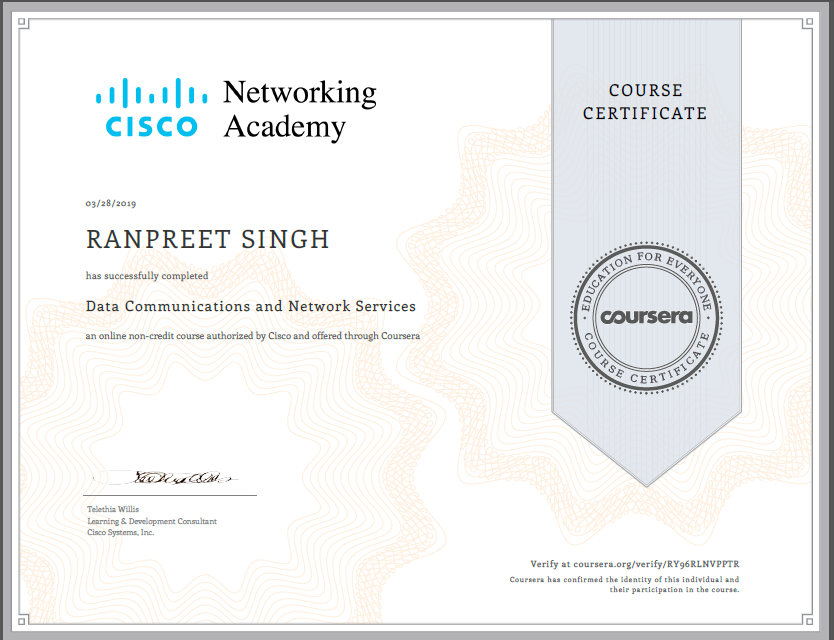 CISCO
Networking
Academy
COURSE
CERTIFICATE
03/28/2019
RANPREET SINGH
has successfully completed
Data Communications and Network Services
an online non-credit course authorized by Cisco and offered through Coursera
EDUCATION FOR EVERYONE
coursera
COURSE CERTIFICATE
Telethia Willis
Learning & Development Consultant
Cisco Systems, Inc.
Verify at coursera.org/verify/RY96RLNVPPTR
Coursera has confirmed the identity of this individual and
their participation in the course.